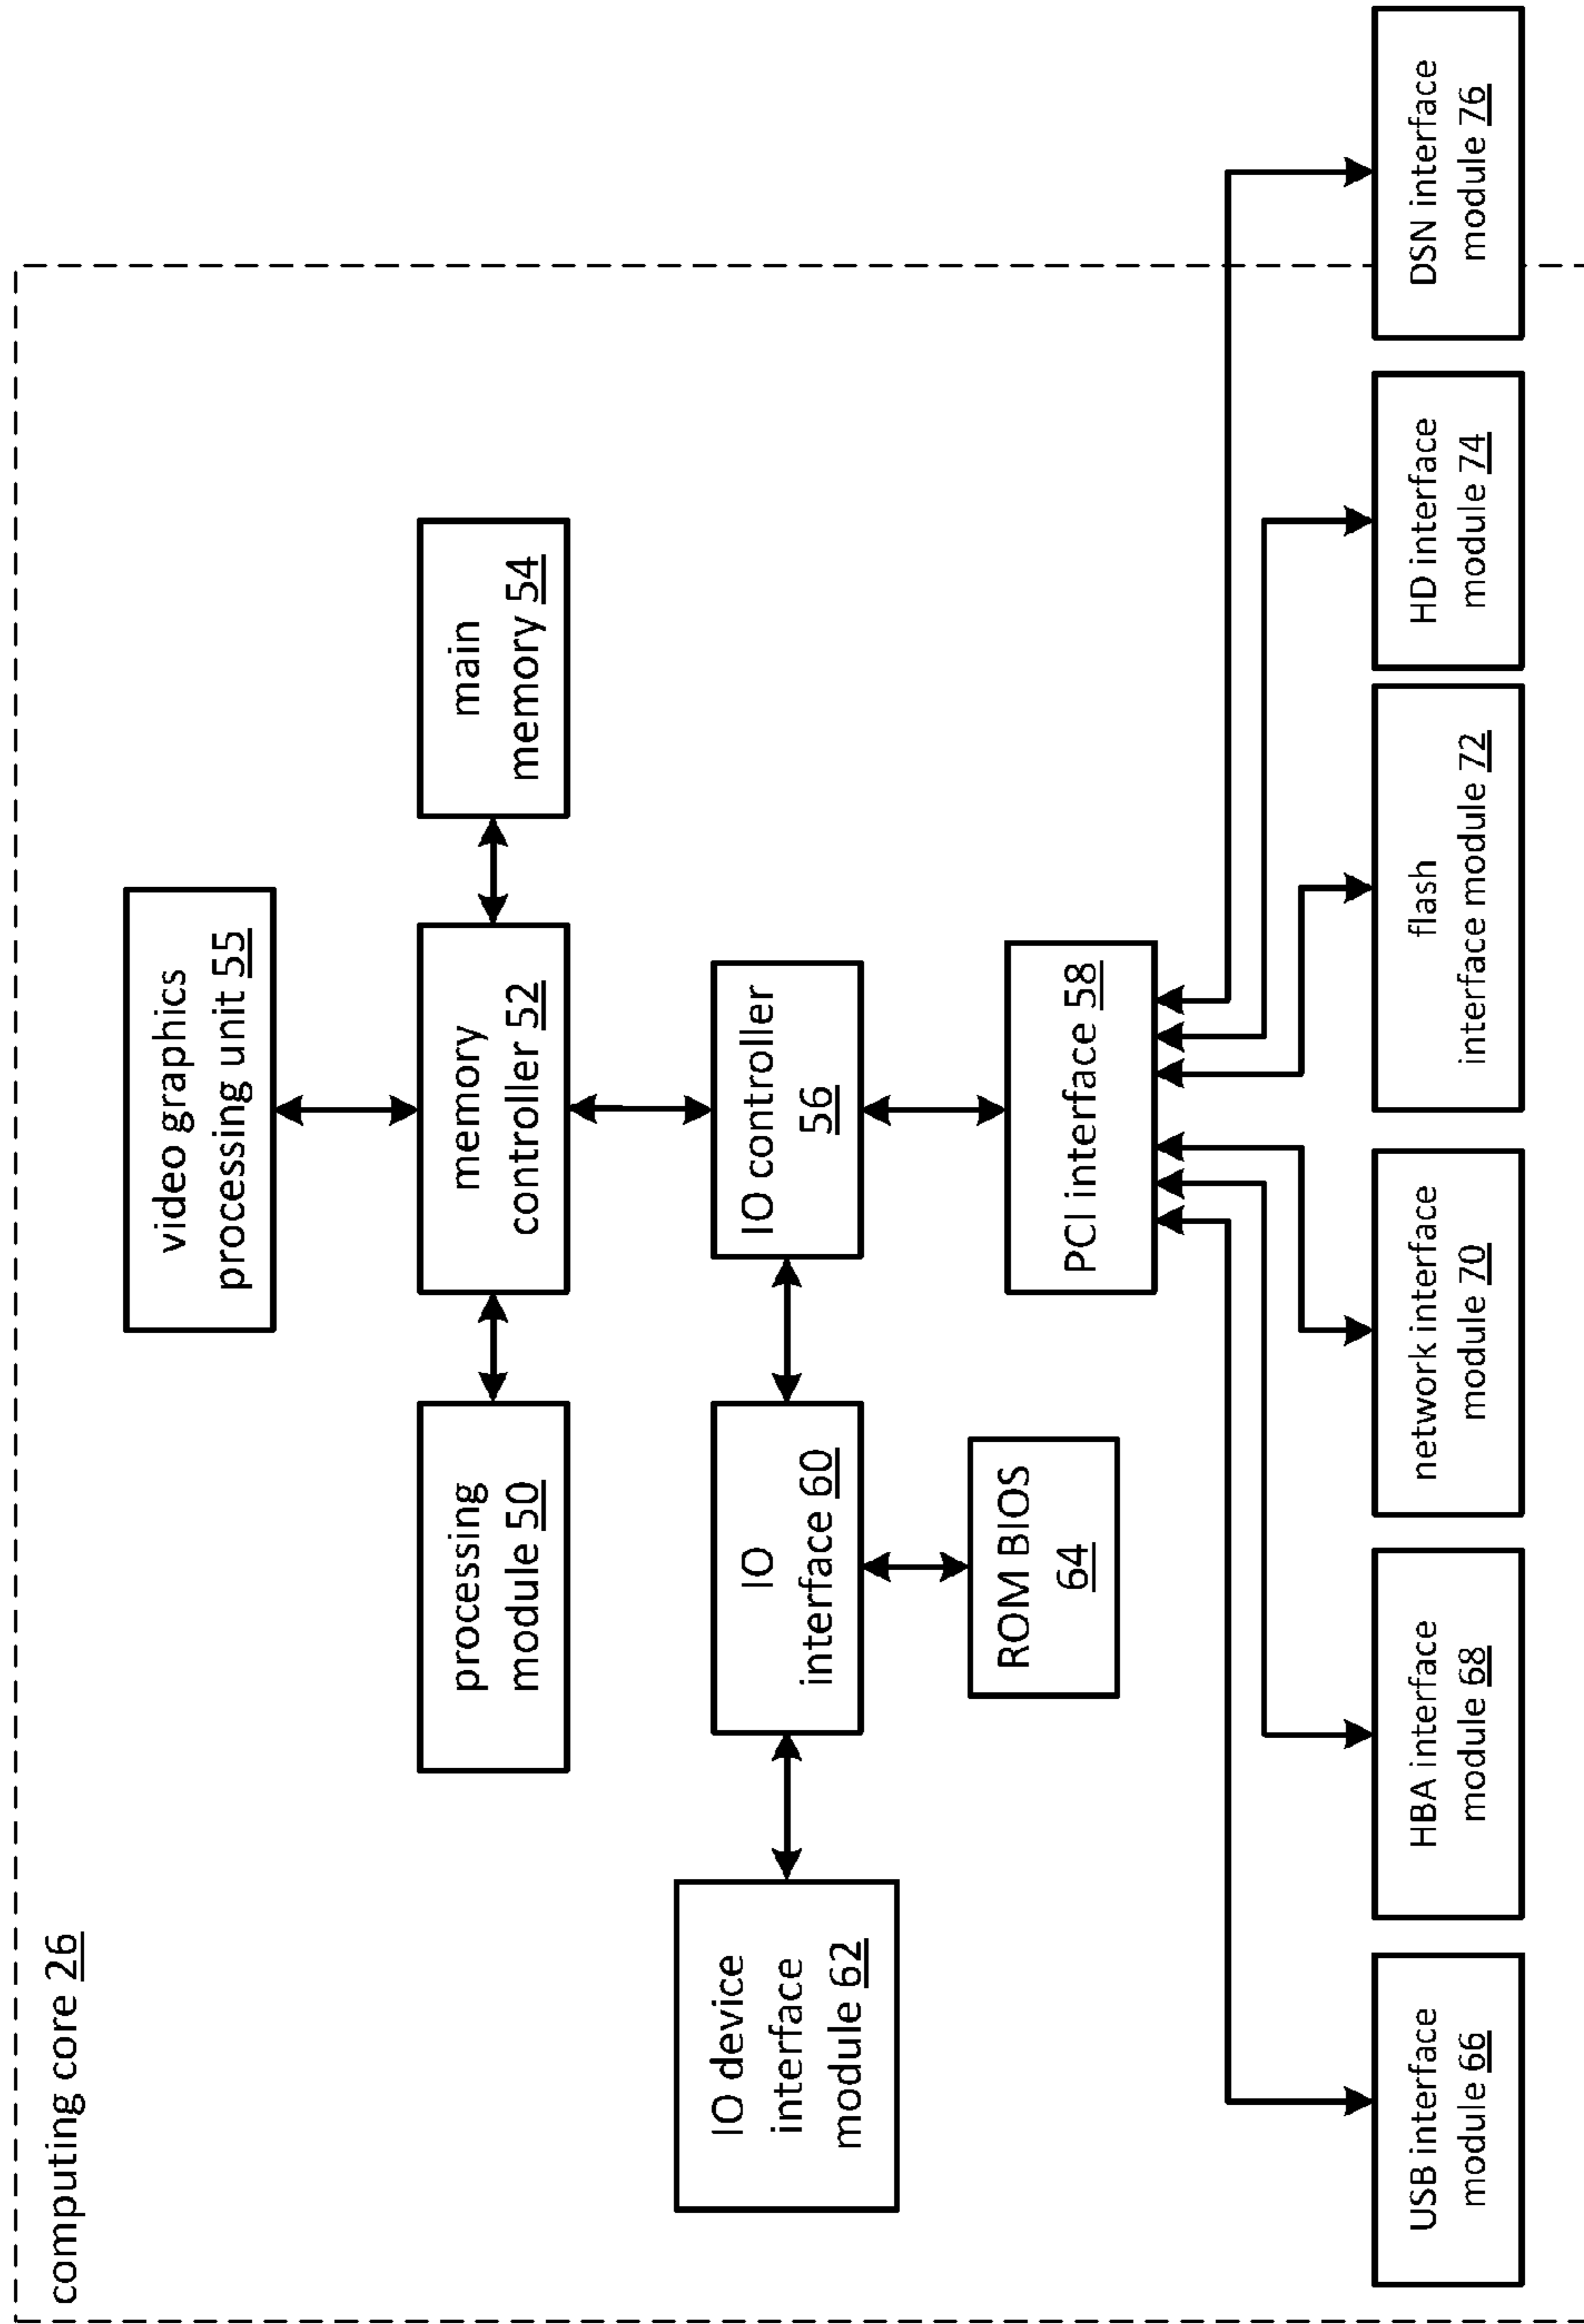 computing core 26
video graphics
processing unit 55
processing
module 50
memory
controller 52
main
memory 54
IO device
interface
module 62
IO
interface 60
IO controller
56
ROM BIOS
64
PCI interface 58
USB interface
module 66
HBA interface
module 68
network interface
module 70
flash
interface module 72
HD interface
module 74
DSN interface
module 76